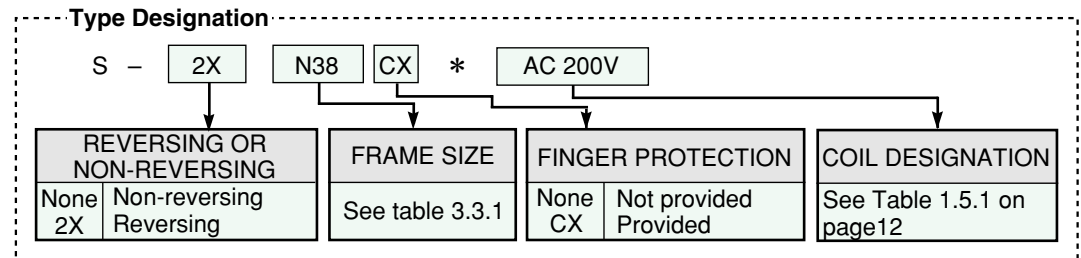 Type Designation
S – 2X N38 CX * AC 200V
REVERSING OR
NON-REVERSING
None Non-reversing
2X Reversing
FRAME SIZE
See table 3.3.1
FINGER PROTECTION
None Not provided
CX Provided
COIL DESIGNATION
See Table 1.5.1 on
page12